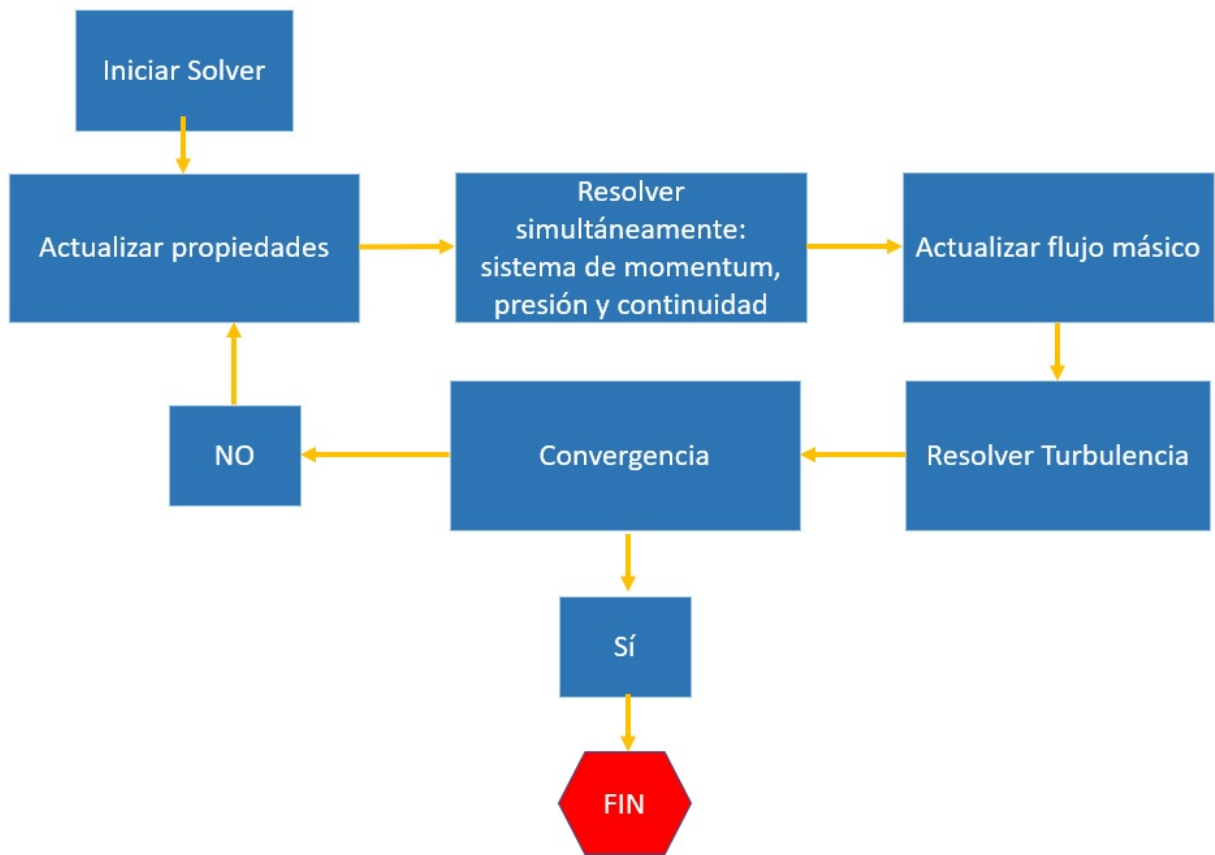 Iniciar Solver
Actualizar propiedades
Resolver
simultáneamente:
sistema de momentum,
presión y continuidad
Actualizar flujo másico
NO
Convergencia
Resolver Turbulencia
Sí
FIN